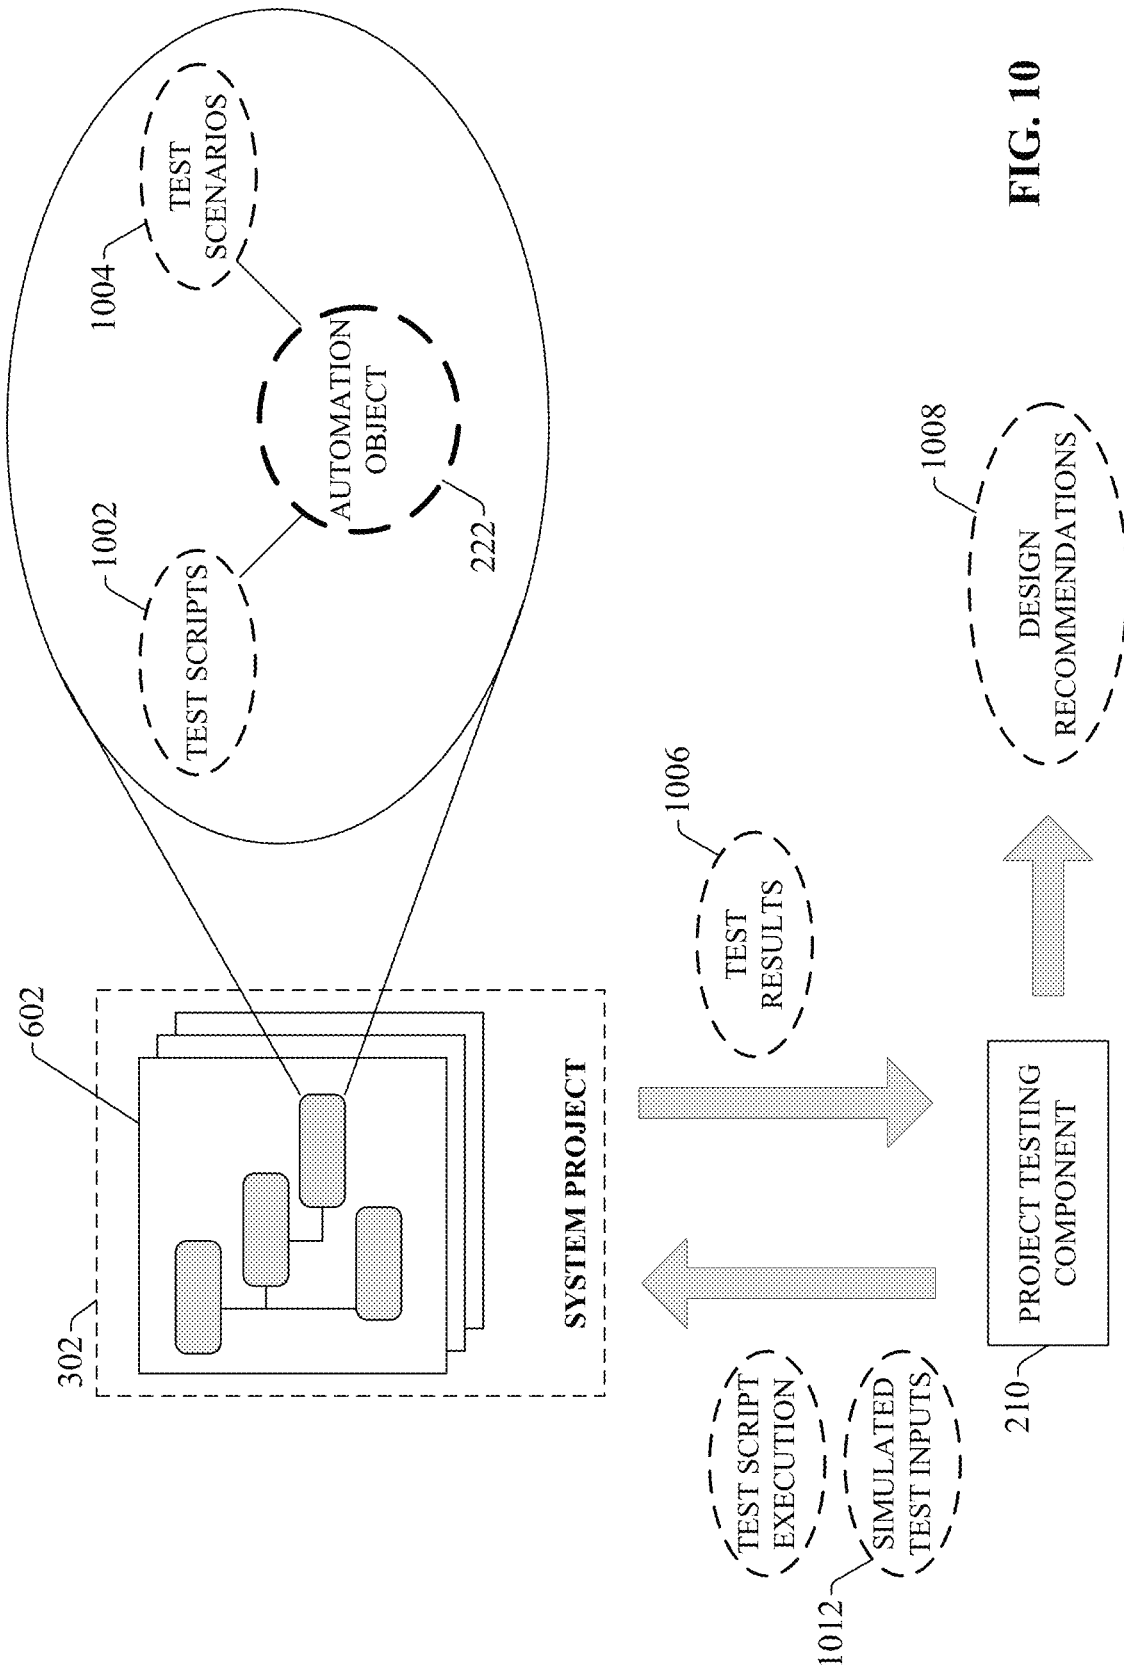 602
302
SYSTEM PROJECT
1002
TEST SCRIPTS
1004
TEST
SCENARIOS
AUTOMATION
OBJECT
222
TEST SCRIPT
EXECUTION
SIMULATED
TEST INPUTS
1012
1006
TEST
RESULTS
PROJECT TESTING
COMPONENT
210
1008
DESIGN
RECOMMENDATIONS
FIG. 10